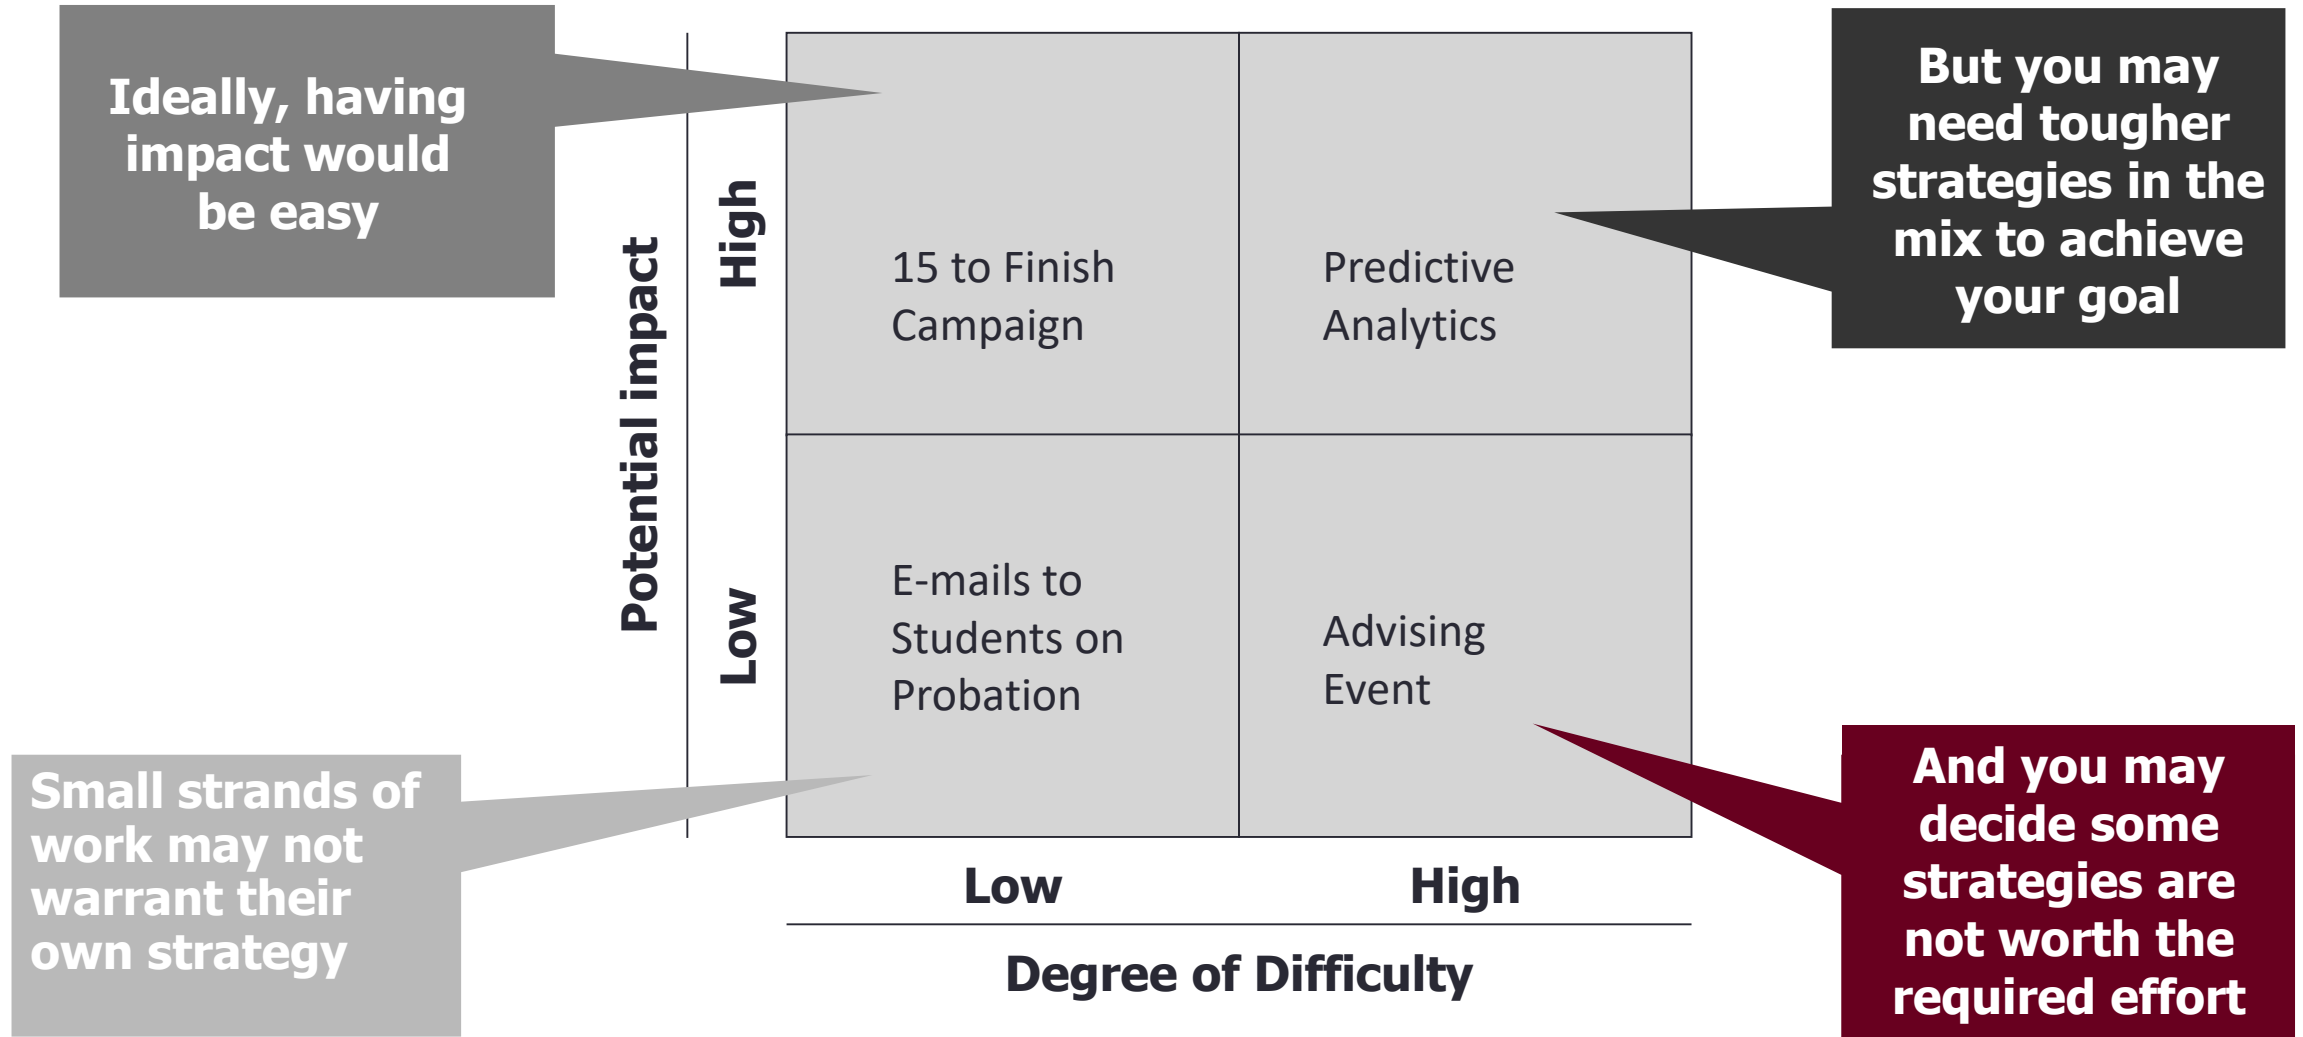 Ideally, having
impact would
be easy
But you may
need tougher
strategies in the
mix to achieve
your goal
Potential impact
High
15 to Finish
Campaign
Predictive
Analytics
Low
E-mails to
Students on
Probation
Advising
Event
Small strands of
work may not
warrant their
own strategy
And you may
decide some
strategies are
not worth the
required effort
Low
High
Degree of Difficulty